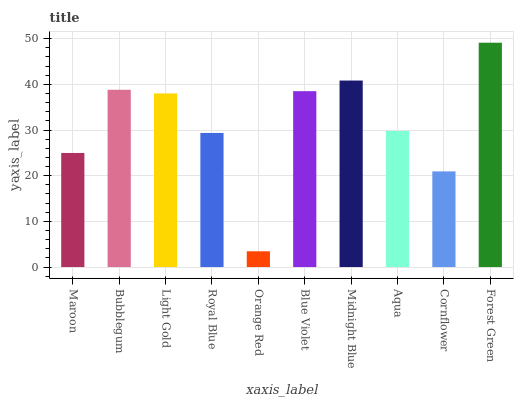 title
yaxis_label
50
40
30
20
10
0
Maroon
Bubblegum
Light Gold
Royal Blue
Orange Red
Blue Violet
Midnight Blue
Aqua
Cornflower
Forest Green
xaxis_label